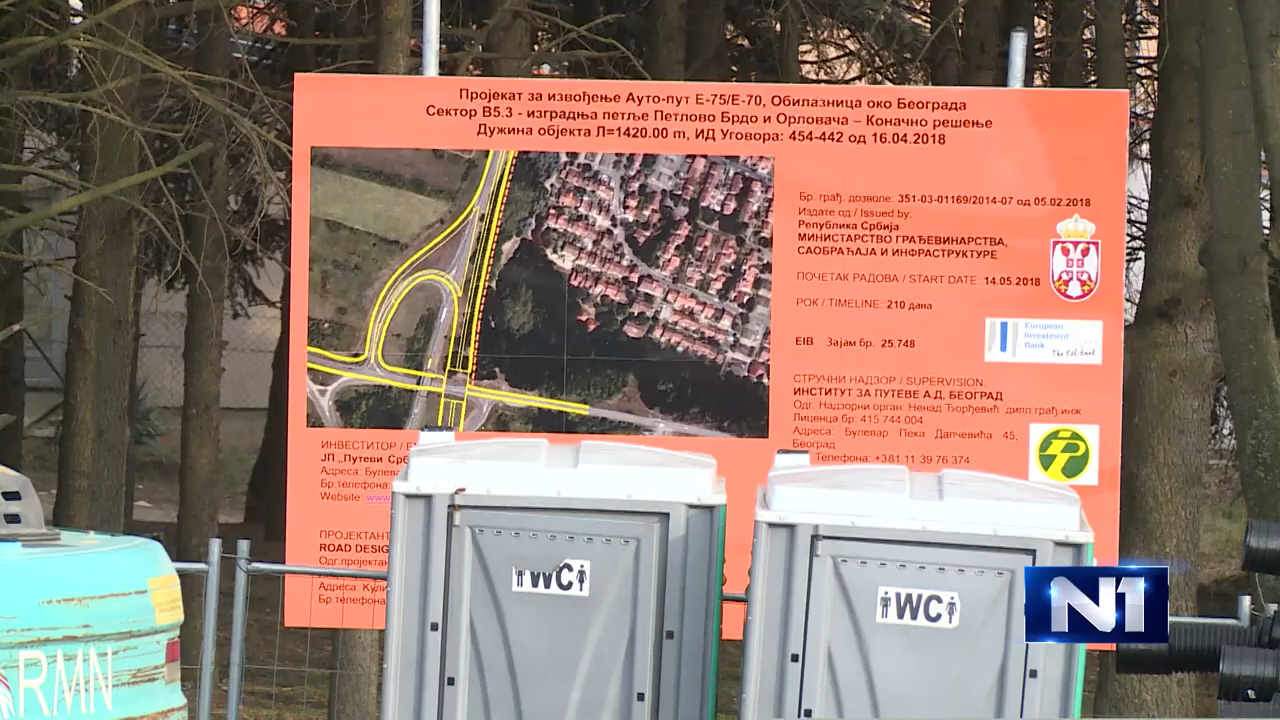 Пројекат за извођење Ауто-пут Е-75/Е-70, Обилазница око Београда
Сектор Б5.3 - изградња петље Петлово Брдо и Орловача – Коначно решење
Дужина објекта Л=1420.00 m, ИД Уговора: 454-442 од 16.04.2018
Бр. грађ. дозволе: 351-03-01169/2014-07 од 05.02.2018
Издате од / Issued by:
Република Србија
МИНИСТАРСТВО ГРАЂЕВИНАРСТВА,
САОБРАЋАЈА И ИНФРАСТРУКТУРЕ
ПОЧЕТАК РАДОВА / START DATE: 14.05.2018
РОК / TIMELINE: 210 дана
European
Investment
Bank
The EU bank
EIB Зајам бр. 25.748
СТРУЧНИ НАДЗОР / SUPERVISION:
ИНСТИТУТ ЗА ПУТЕВЕ А.Д, БЕОГРАД
Одг. Надзорни орган: Ненад Ђорђевић дипл.грађ.инж
Лиценца бр: 415 744 004
Адреса: Булевар Пека Дапчевића 45,
Београд
Телефона: +381 11 39 76 374
ИНВЕСТИТОР /
ЈП „Путеви
Адреса:
Бр.телефона:
Website: www
ПРОЈЕКТАНТ
ROAD DESIG
Одг.пројектан
Адреса:
Бр.телефона
WC
WC
RMN
N1